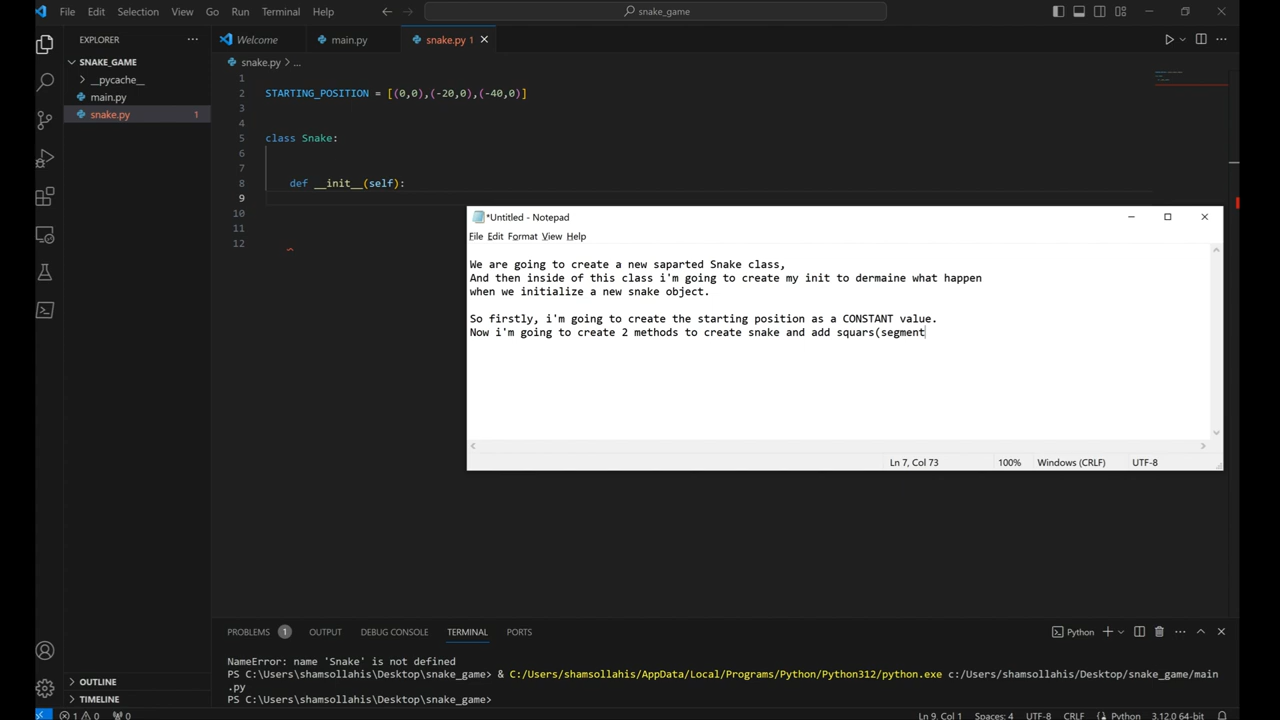 File Edit Selection View Go Run Terminal Help
snake_game
EXPLORER
Welcome
main.py
snake.py 1
SNAKE_GAME
snake.py > ...
__pycache__
main.py
snake.py 1
1
2 STARTING_POSITION = [(0,0),(-20,0),(-40,0)]
3
4
5 class Snake:
6
7
8 def __init__(self):
9
10
11
12
*Untitled - Notepad
File Edit Format View Help
We are going to create a new saparted Snake class,
And then inside of this class i'm going to create my init to dermaine what happen
when we initialize a new snake object.
So firstly, i'm going to create the starting position as a CONSTANT value.
Now i'm going to create 2 methods to create snake and add squars(segment
Ln 7, Col 73 100% Windows (CRLF) UTF-8
PROBLEMS 1 OUTPUT DEBUG CONSOLE TERMINAL PORTS
Python
NameError: name 'Snake' is not defined
PS C:\Users\shamsollahis\Desktop\snake_game> & C:/Users/shamsollahis/AppData/Local/Programs/Python/Python312/python.exe c:/Users/shamsollahis/Desktop/snake_game/main
.py
PS C:\Users\shamsollahis\Desktop\snake_game>
OUTLINE
TIMELINE
1 0 0 Ln 9, Col 1 Spaces: 4 UTF-8 CRLF Python 3.12.0 64-bit